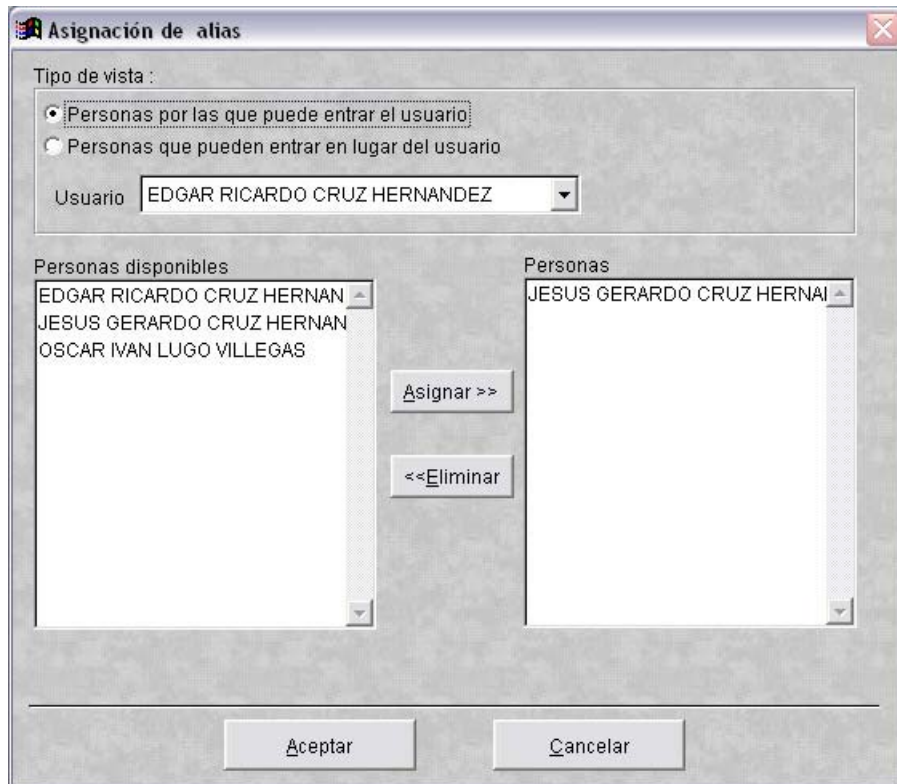 Asignación de alias
Tipo de vista :
Personas por las que puede entrar el usuario
Personas que pueden entrar en lugar del usuario
Usuario EDGAR RICARDO CRUZ HERNANDEZ
Personas disponibles
EDGAR RICARDO CRUZ HERNAN
JESUS GERARDO CRUZ HERNAN
OSCAR IVAN LUGO VILLEGAS
Asignar >>
<<Eliminar
Personas
JESUS GERARDO CRUZ HERNAI
Aceptar
Cancelar